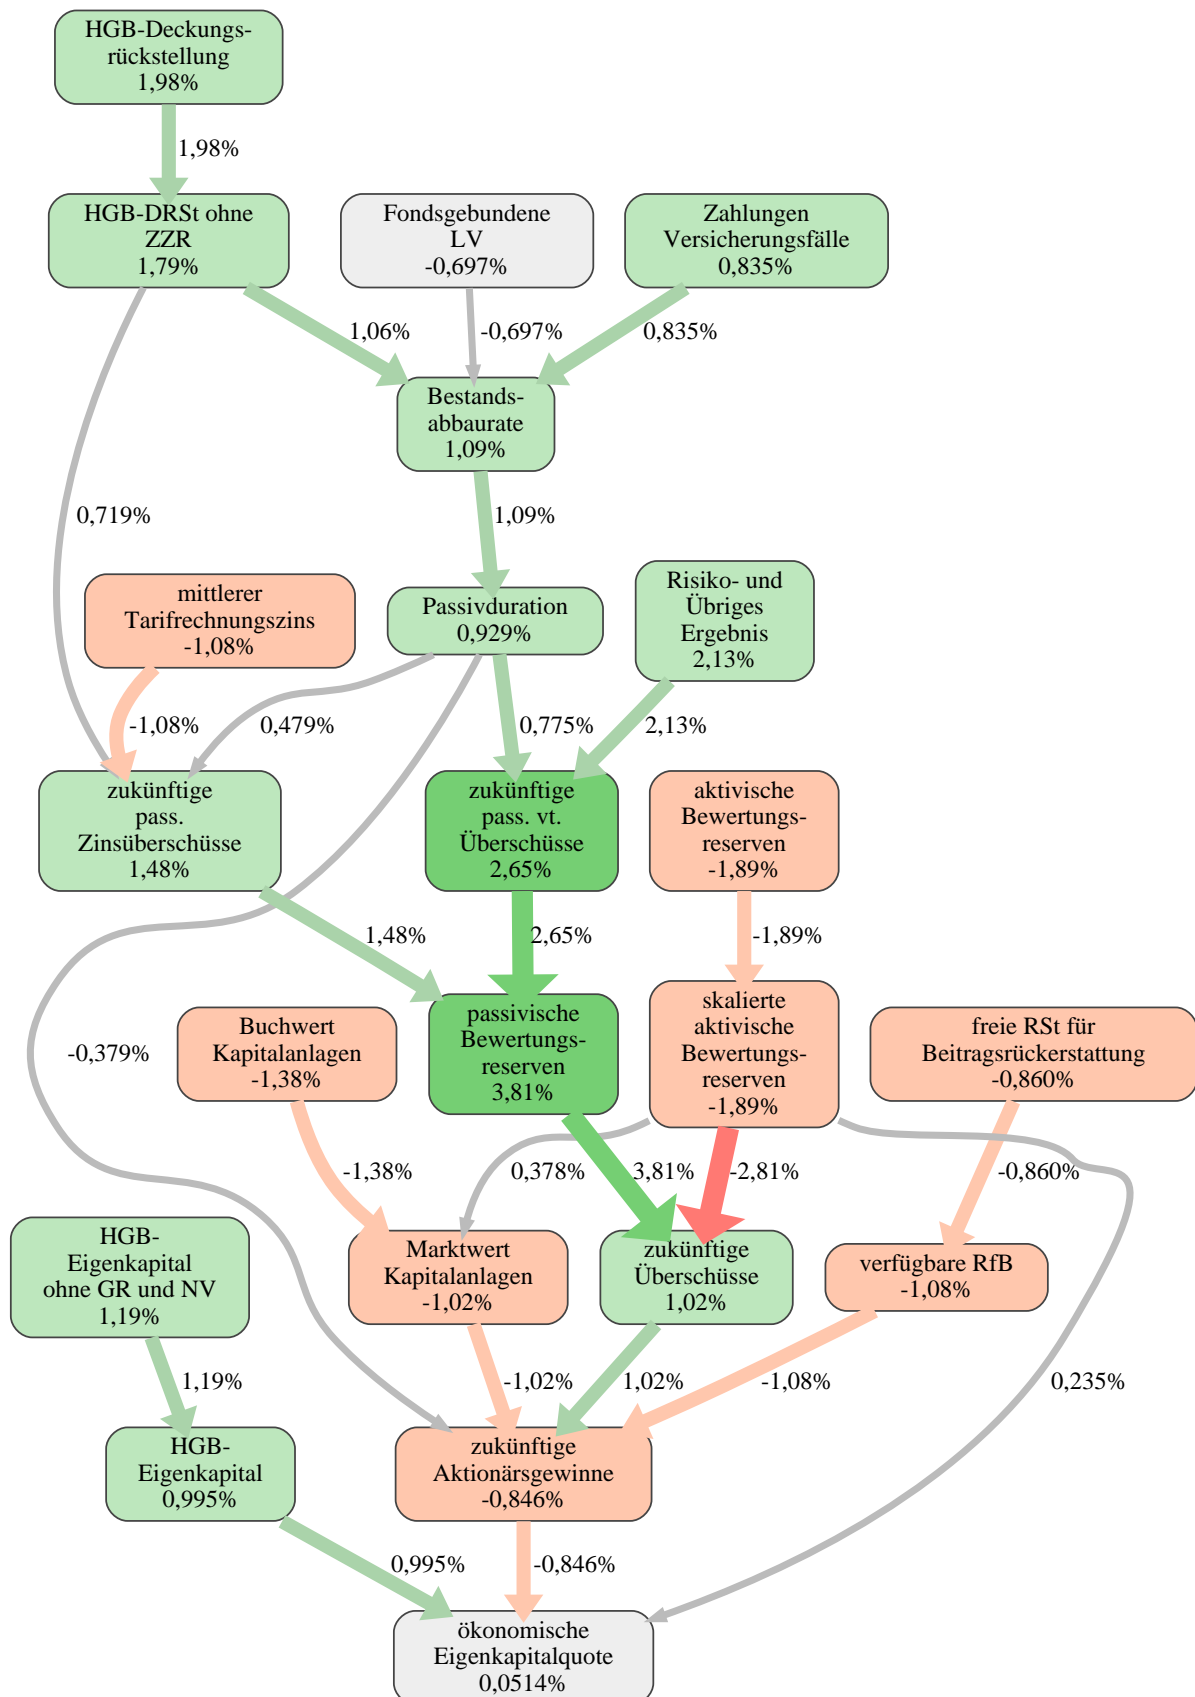 HGB-Deckungs-
rückstellung
1,98%
1,98%
HGB-DRSt ohne
ZZR
1,79%
Fondsgebundene
LV
-0,697%
Zahlungen
Versicherungsfälle
0,835%
1,06%
-0,697%
0,835%
Bestands-
abbaurate
1,09%
0,719%
1,09%
mittlerer
Tarifrechnungszins
-1,08%
Passivduration
0,929%
Risiko- und
Übriges
Ergebnis
2,13%
-1,08%
0,479%
0,775%
2,13%
zukünftige
pass.
Zinsüberschüsse
1,48%
zukünftige
pass. vt.
Überschüsse
2,65%
aktivische
Bewertungs-
reserven
-1,89%
1,48%
2,65%
-1,89%
-0,379%
Buchwert
Kapitalanlagen
-1,38%
passivische
Bewertungs-
reserven
3,81%
skalierte
aktivische
Bewertungs-
reserven
-1,89%
freie RSt für
Beitragsrückerstattung
-0,860%
-1,38%
0,378%
3,81%
-2,81%
-0,860%
HGB-
Eigenkapital
ohne GR und NV
1,19%
Marktwert
Kapitalanlagen
-1,02%
zukünftige
Überschüsse
1,02%
verfügbare RfB
-1,08%
1,19%
-1,02%
1,02%
-1,08%
0,235%
HGB-
Eigenkapital
0,995%
zukünftige
Aktionärsgewinne
-0,846%
0,995%
-0,846%
ökonomische
Eigenkapitalquote
0,0514%